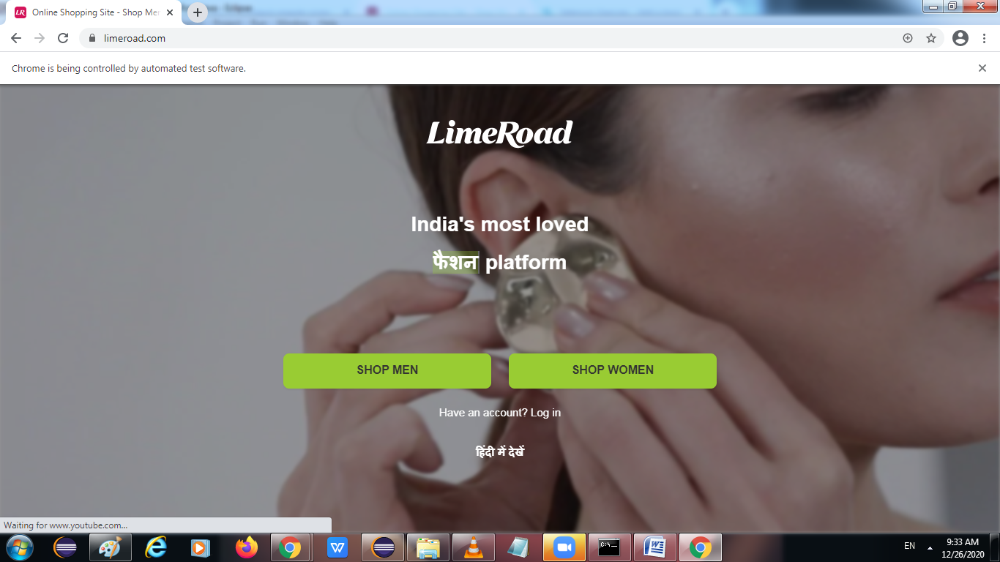 Online Shopping Site - Shop Mer
limeroad.com
Chrome is being controlled by automated test software.
LimeRoad
India's most loved
फैशन platform
SHOP MEN
SHOP WOMEN
Have an account? Log in
हिंदी में देखें
Waiting for www.youtube.com...
EN
9:33 AM
12/26/2020